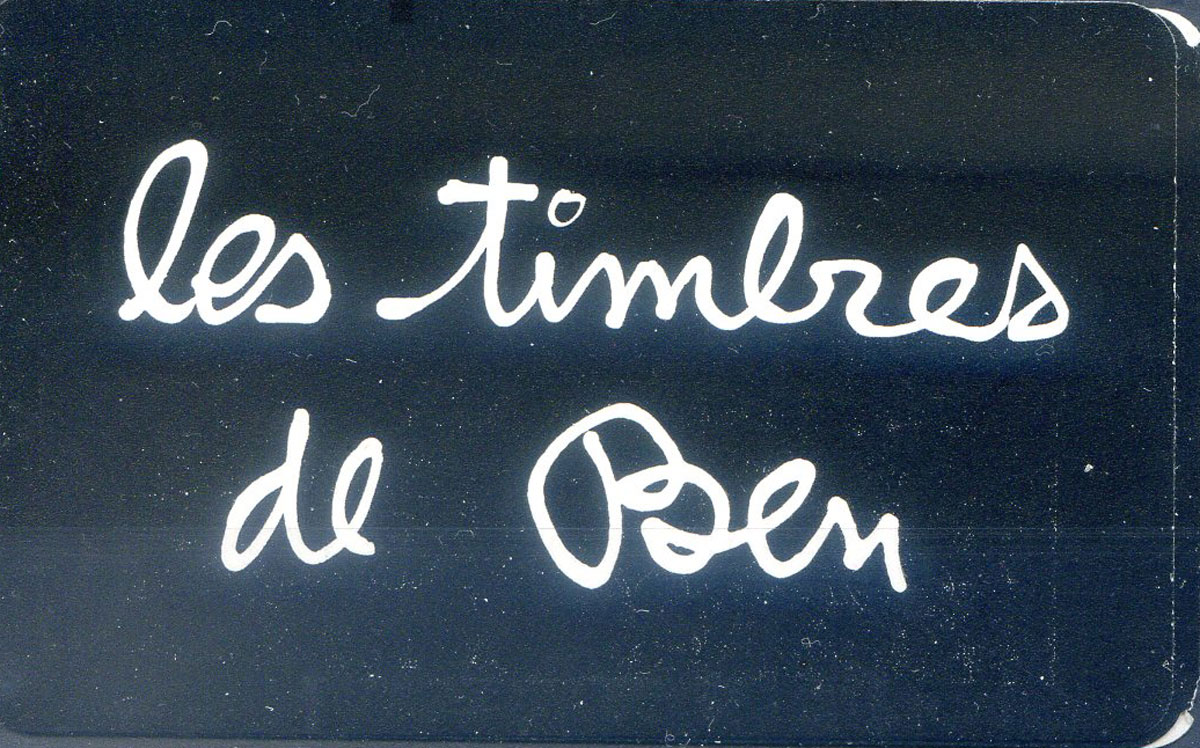 les timbres
de Ben